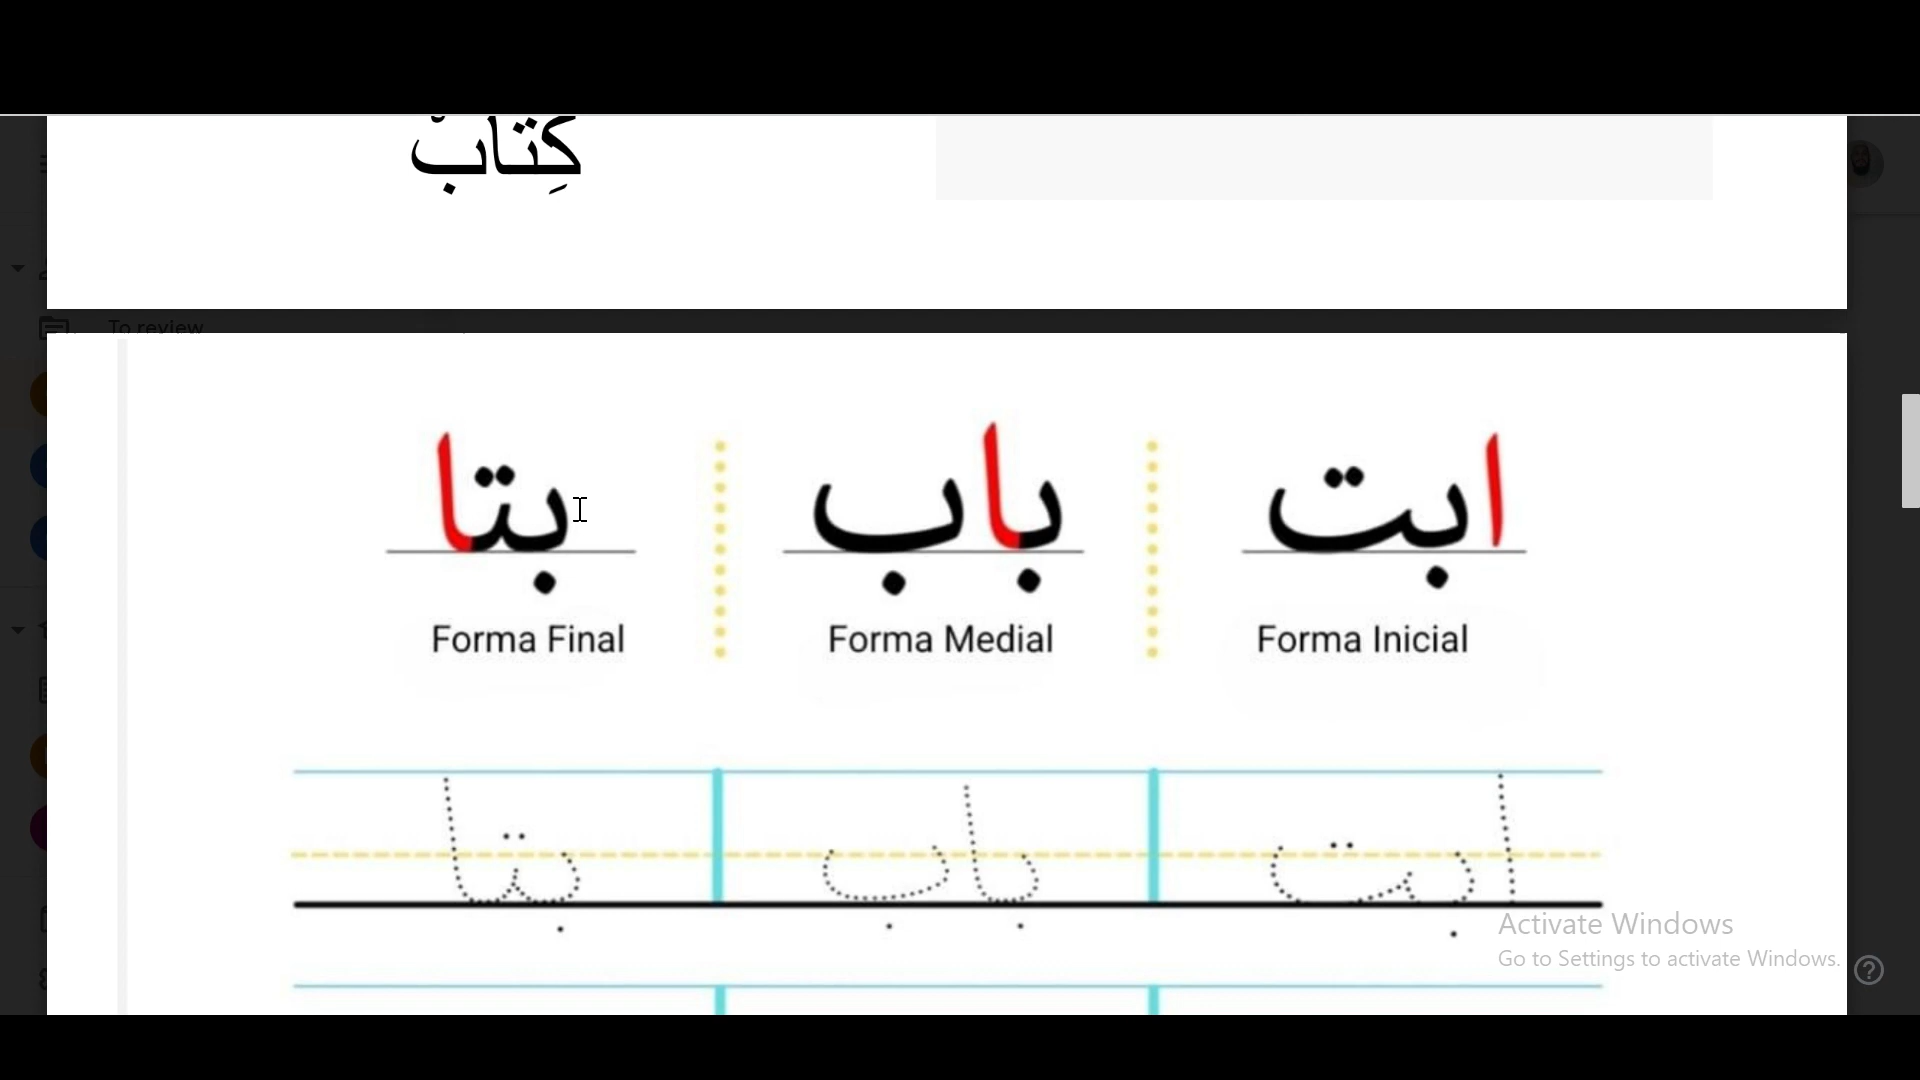 كِتَابٌ
To review
بتا باب ابت
Forma Final Forma Medial Forma Inicial
بتا باب ابت
Activate Windows
Go to Settings to activate Windows.